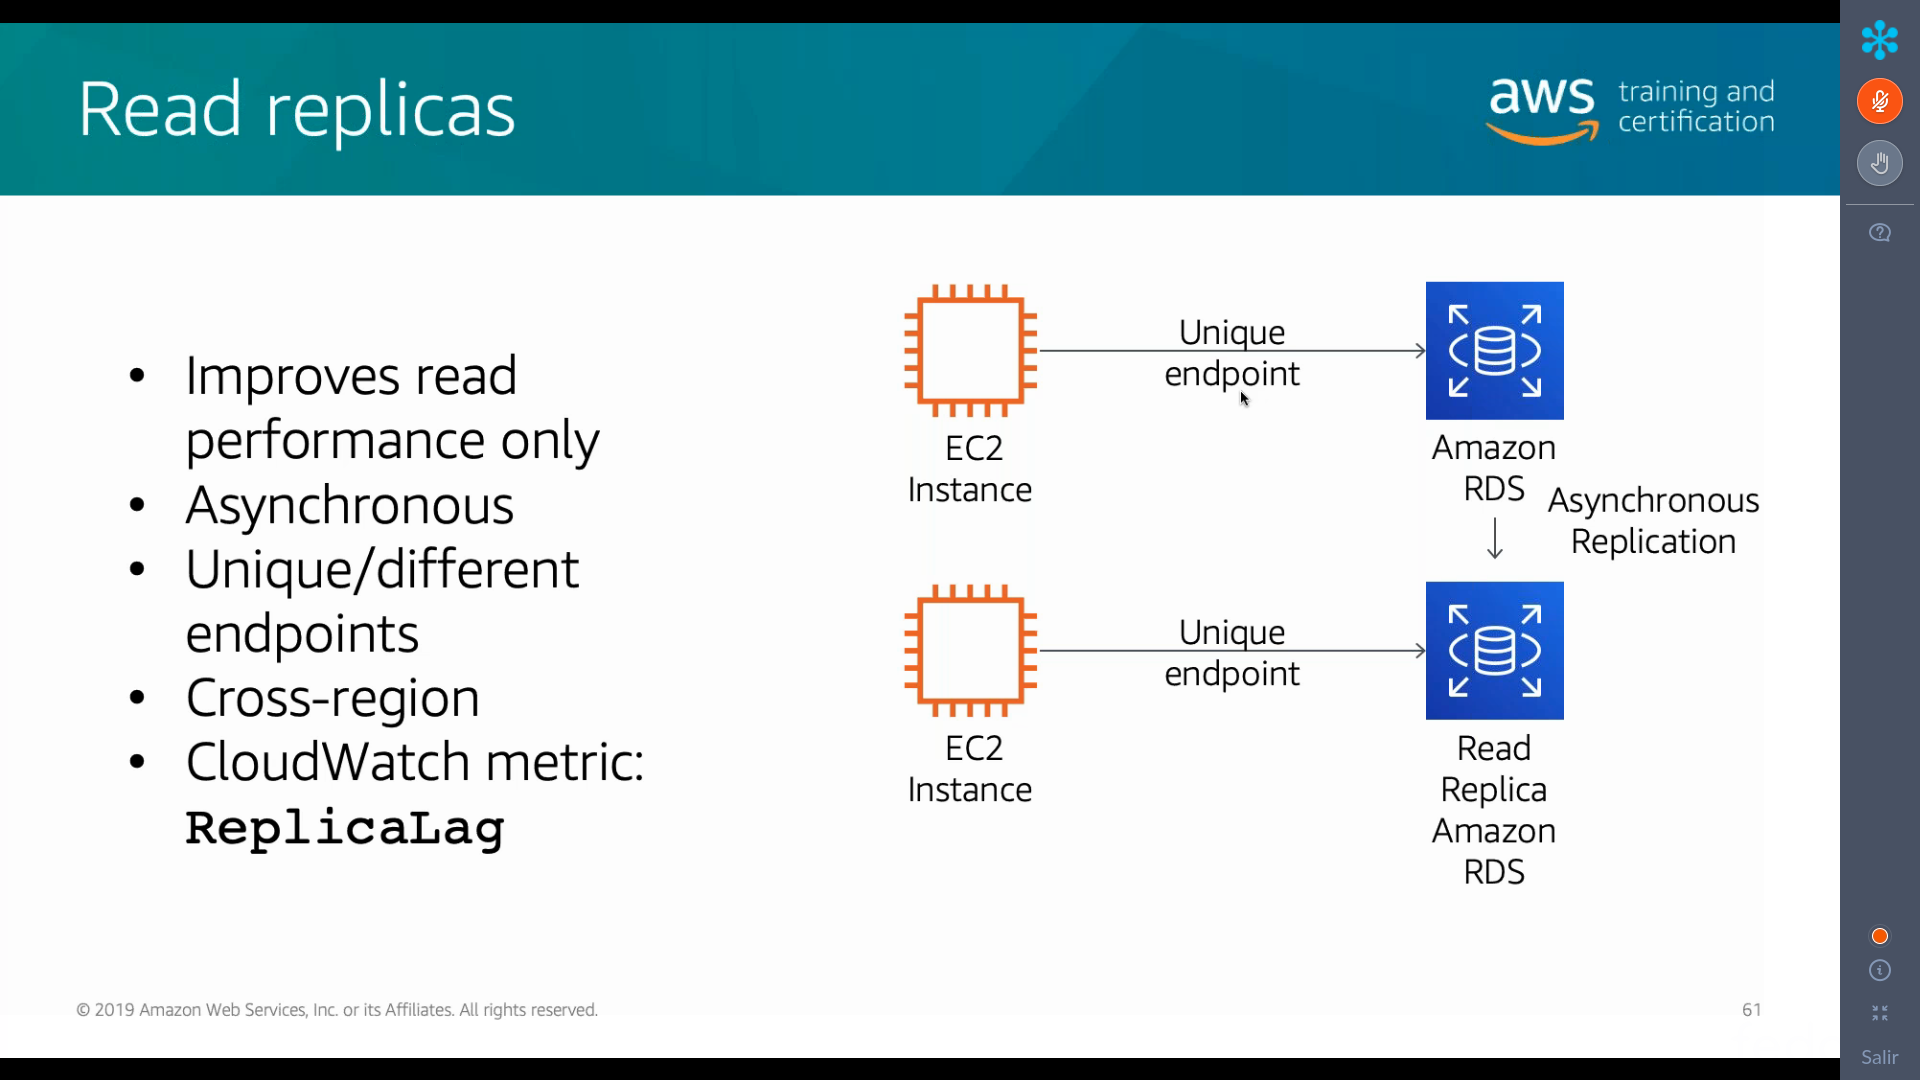 Read replicas
aws training and
certification
• Improves read
performance only
• Asynchronous
• Unique/different
endpoints
• Cross-region
• CloudWatch metric:
ReplicaLag
Unique
endpoint
EC2
Instance
Amazon
RDS
Asynchronous
Replication
Unique
endpoint
EC2
Instance
Read
Replica
Amazon
RDS
© 2019 Amazon Web Services, Inc. or its Affiliates. All rights reserved.
61
Salir